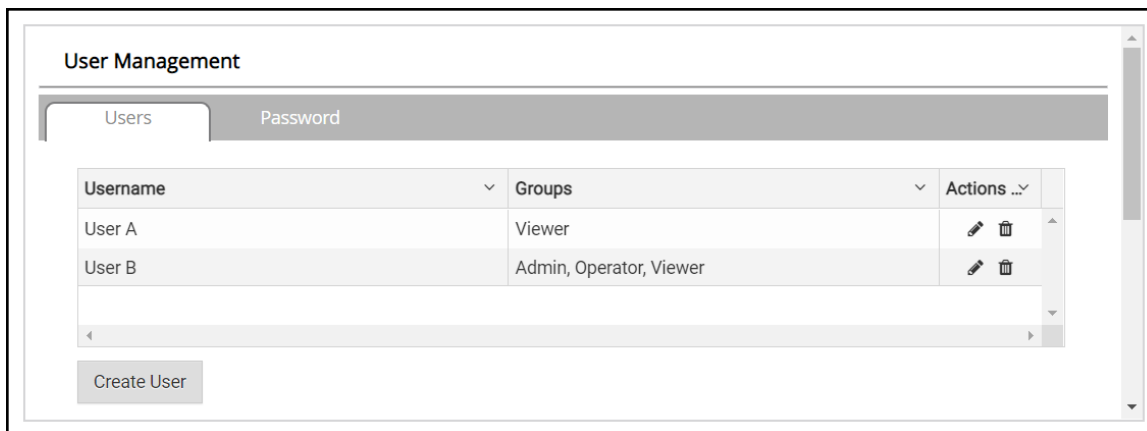 User Management
Users Password
Username Groups Actions ...
User A Viewer
User B Admin, Operator, Viewer
Create User